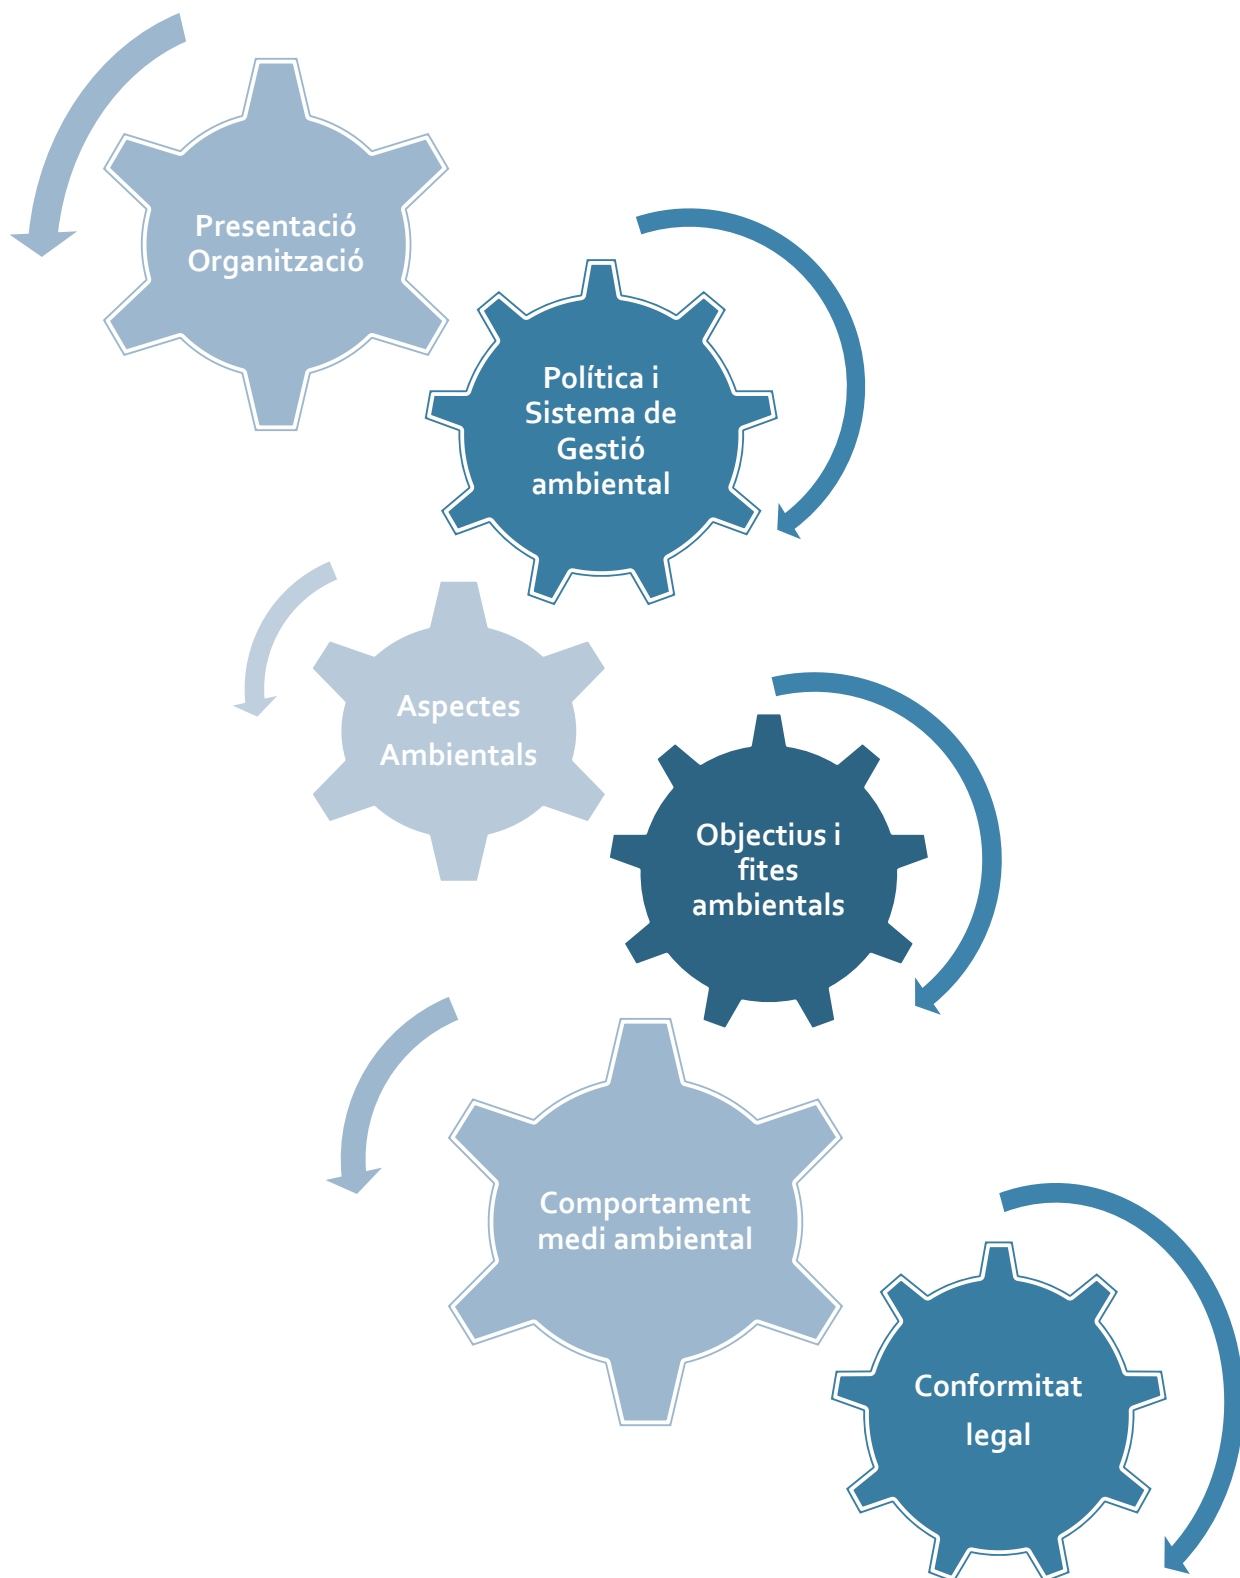 Presentació
Organització
Política i
Sistema de
Gestió
ambiental
Aspectes
Ambientals
Objectius i
fites
ambientals
Comportament
medi ambiental
Conformitat
legal